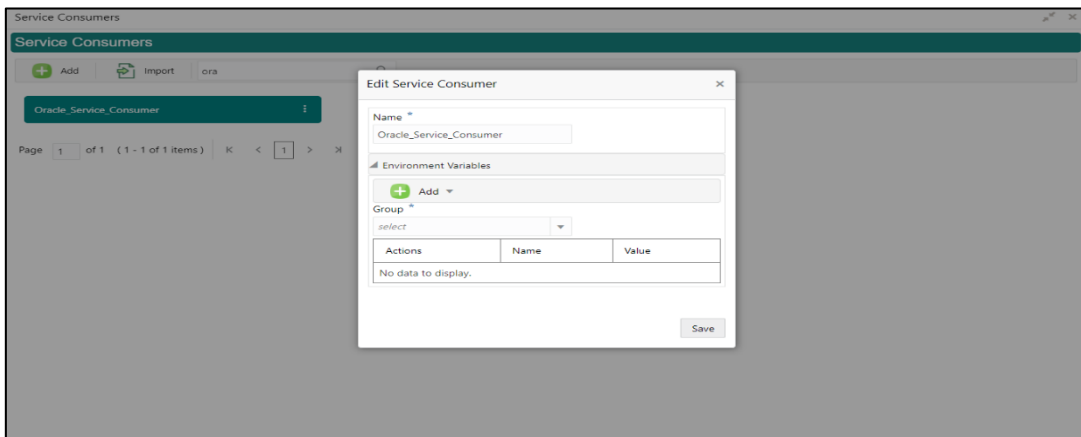 Service Consumers
Service Consumers
Add Import ora
Oracle_Service_Consumer
Page 1 of 1 (1 - 1 of 1 items) K < 1 > Ʞ
Edit Service Consumer ×
Name *
Oracle_Service_Consumer
Environment Variables
Add
Group *
select
Actions Name Value
No data to display.
Save